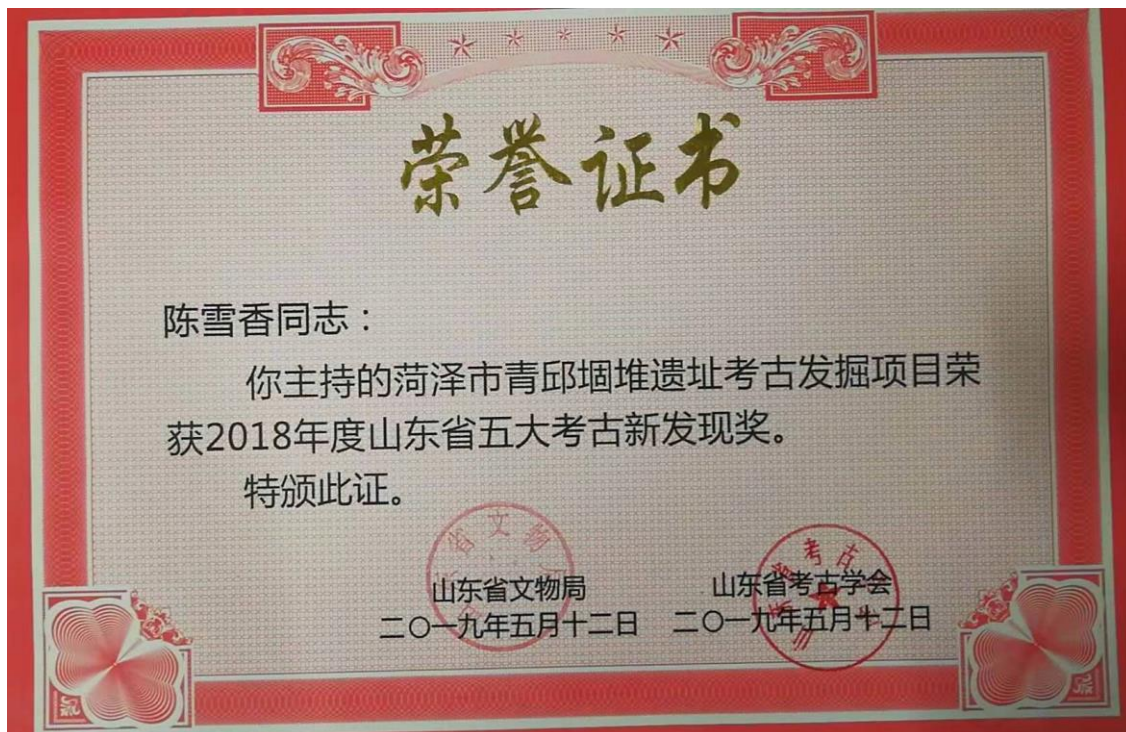 荣誉证书
陈雪香同志：
你主持的菏泽市青邱堌堆遗址考古发掘项目荣
获2018年度山东省五大考古新发现奖。
特颁此证。
山东省文物局
山东省考古学会
二〇一九年五月十二日
二〇一九年五月十二日